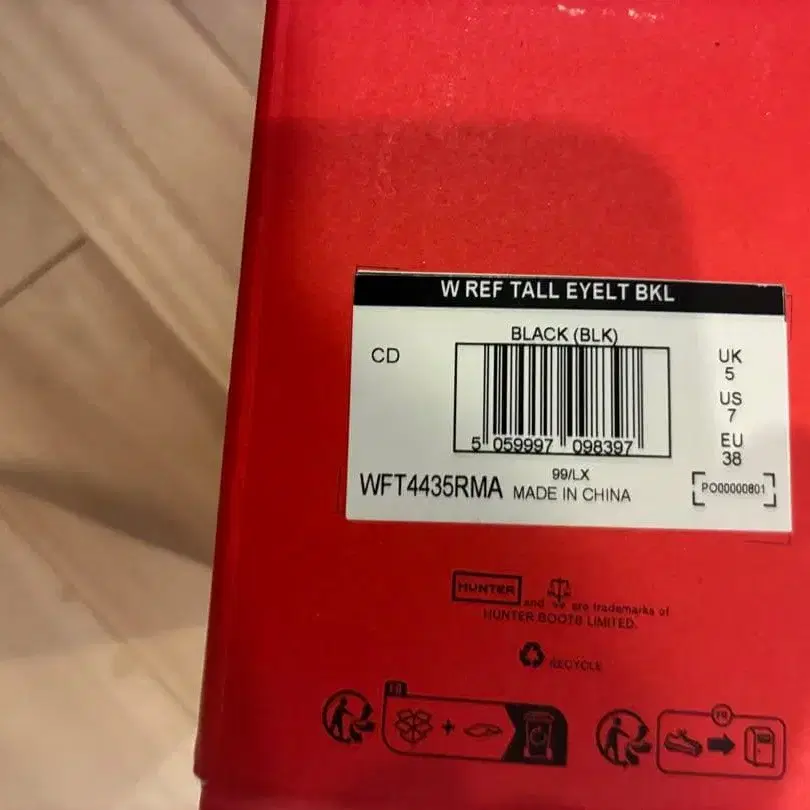 W REF TALL EYELT BKL
BLACK (BLK)
CD
UK
5
US
7
EU
38
5 059997 098397
99/LX
WFT4435RMA MADE IN CHINA
PO00000801
HUNTER and are trademarks of
HUNTER BOOTS LIMITED.
RECYCLE
FR
FR